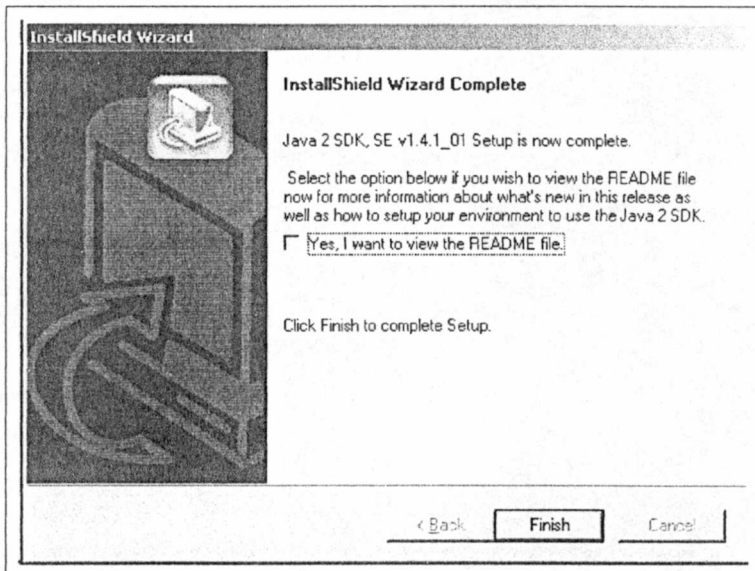 InstallShield Wizard
InstallShield Wizard Complete
Java 2 SDK, SE v1.4.1_01 Setup is now complete.
Select the option below if you wish to view the README file
now for more information about what's new in this release as
well as how to setup your environment to use the Java 2 SDK.
Yes, I want to view the README file.
Click Finish to complete Setup.
< Back
Finish
Cancel